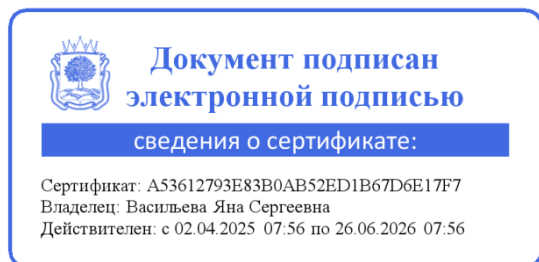 Документ подписан
электронной подписью
сведения о сертификате:
Сертификат: A53612793E83B0AB52ED1B67D6E17F7
Владелец: Васильева Яна Сергеевна
Действителен: с 02.04.2025 07:56 по 26.06.2026 07:56